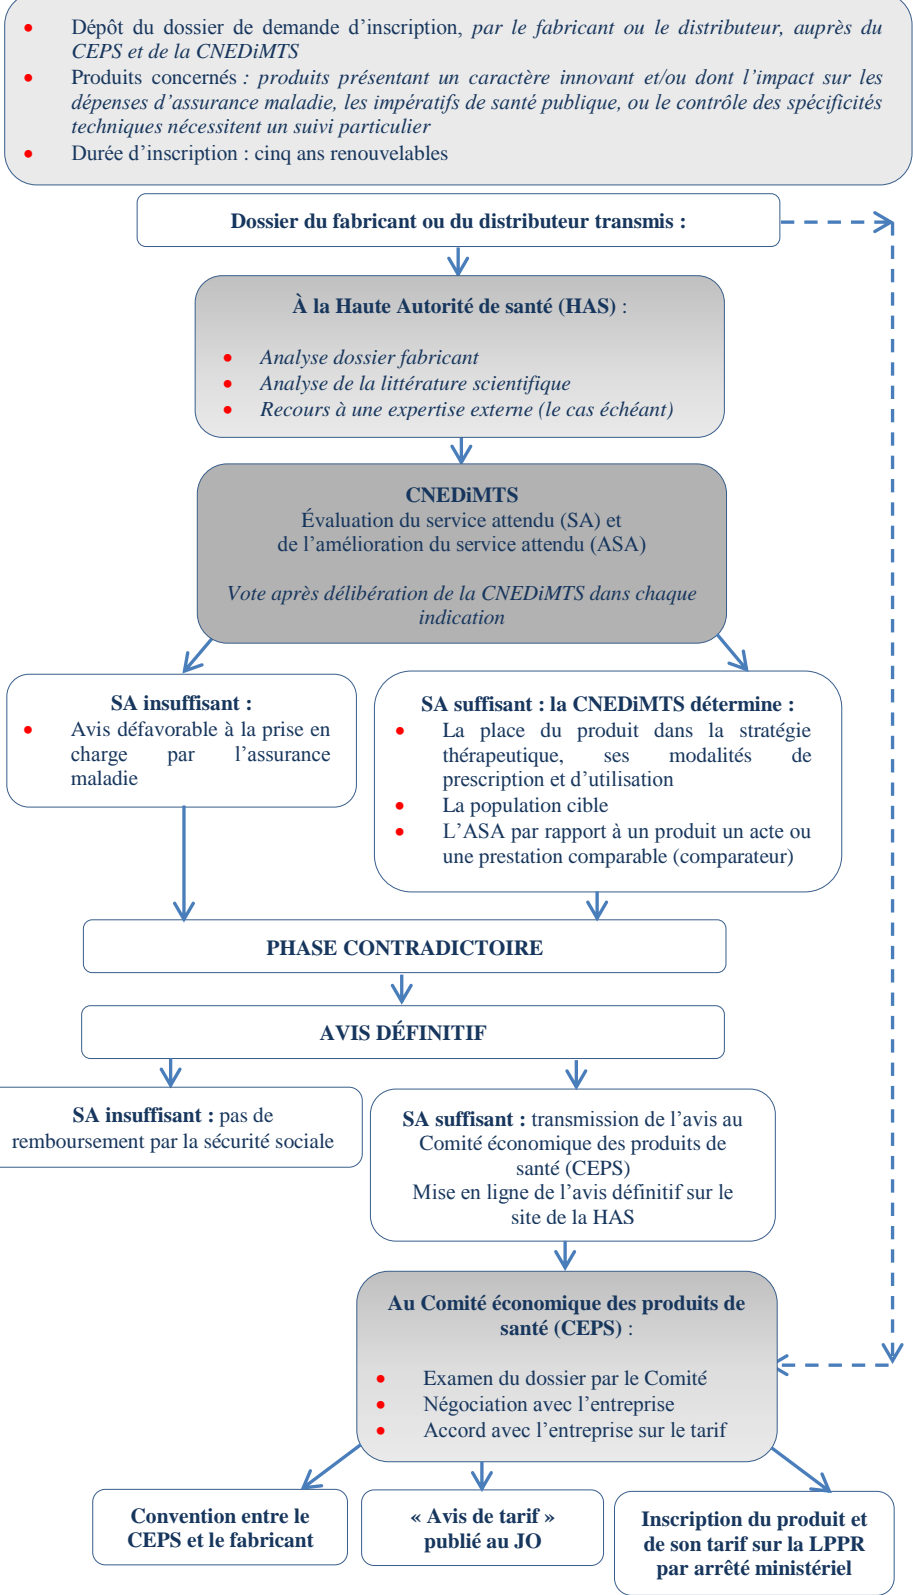 • Dépôt du dossier de demande d’inscription, par le fabricant ou le distributeur, auprès du
CEPS et de la CNEDiMTS
• Produits concernés : produits présentant un caractère innovant et/ou dont l’impact sur les
dépenses d’assurance maladie, les impératifs de santé publique, ou le contrôle des spécificités
techniques nécessitent un suivi particulier
• Durée d’inscription : cinq ans renouvelables
Dossier du fabricant ou du distributeur transmis :
À la Haute Autorité de santé (HAS) :
• Analyse dossier fabricant
• Analyse de la littérature scientifique
• Recours à une expertise externe (le cas échéant)
CNEDiMTS
Évaluation du service attendu (SA) et
de l’amélioration du service attendu (ASA)
Vote après délibération de la CNEDiMTS dans chaque
indication
SA insuffisant :
• Avis défavorable à la prise en
charge par l’assurance
maladie
SA suffisant : la CNEDiMTS détermine :
• La place du produit dans la stratégie
thérapeutique, ses modalités de
prescription et d’utilisation
• La population cible
• L’ASA par rapport à un produit un acte ou
une prestation comparable (comparateur)
PHASE CONTRADICTOIRE
AVIS DÉFINITIF
SA insuffisant : pas de
remboursement par la sécurité sociale
SA suffisant : transmission de l’avis au
Comité économique des produits de
santé (CEPS)
Mise en ligne de l’avis définitif sur le
site de la HAS
Au Comité économique des produits de
santé (CEPS) :
• Examen du dossier par le Comité
• Négociation avec l’entreprise
• Accord avec l’entreprise sur le tarif
Convention entre le
CEPS et le fabricant
« Avis de tarif »
publié au JO
Inscription du produit et
de son tarif sur la LPPR
par arrêté ministériel